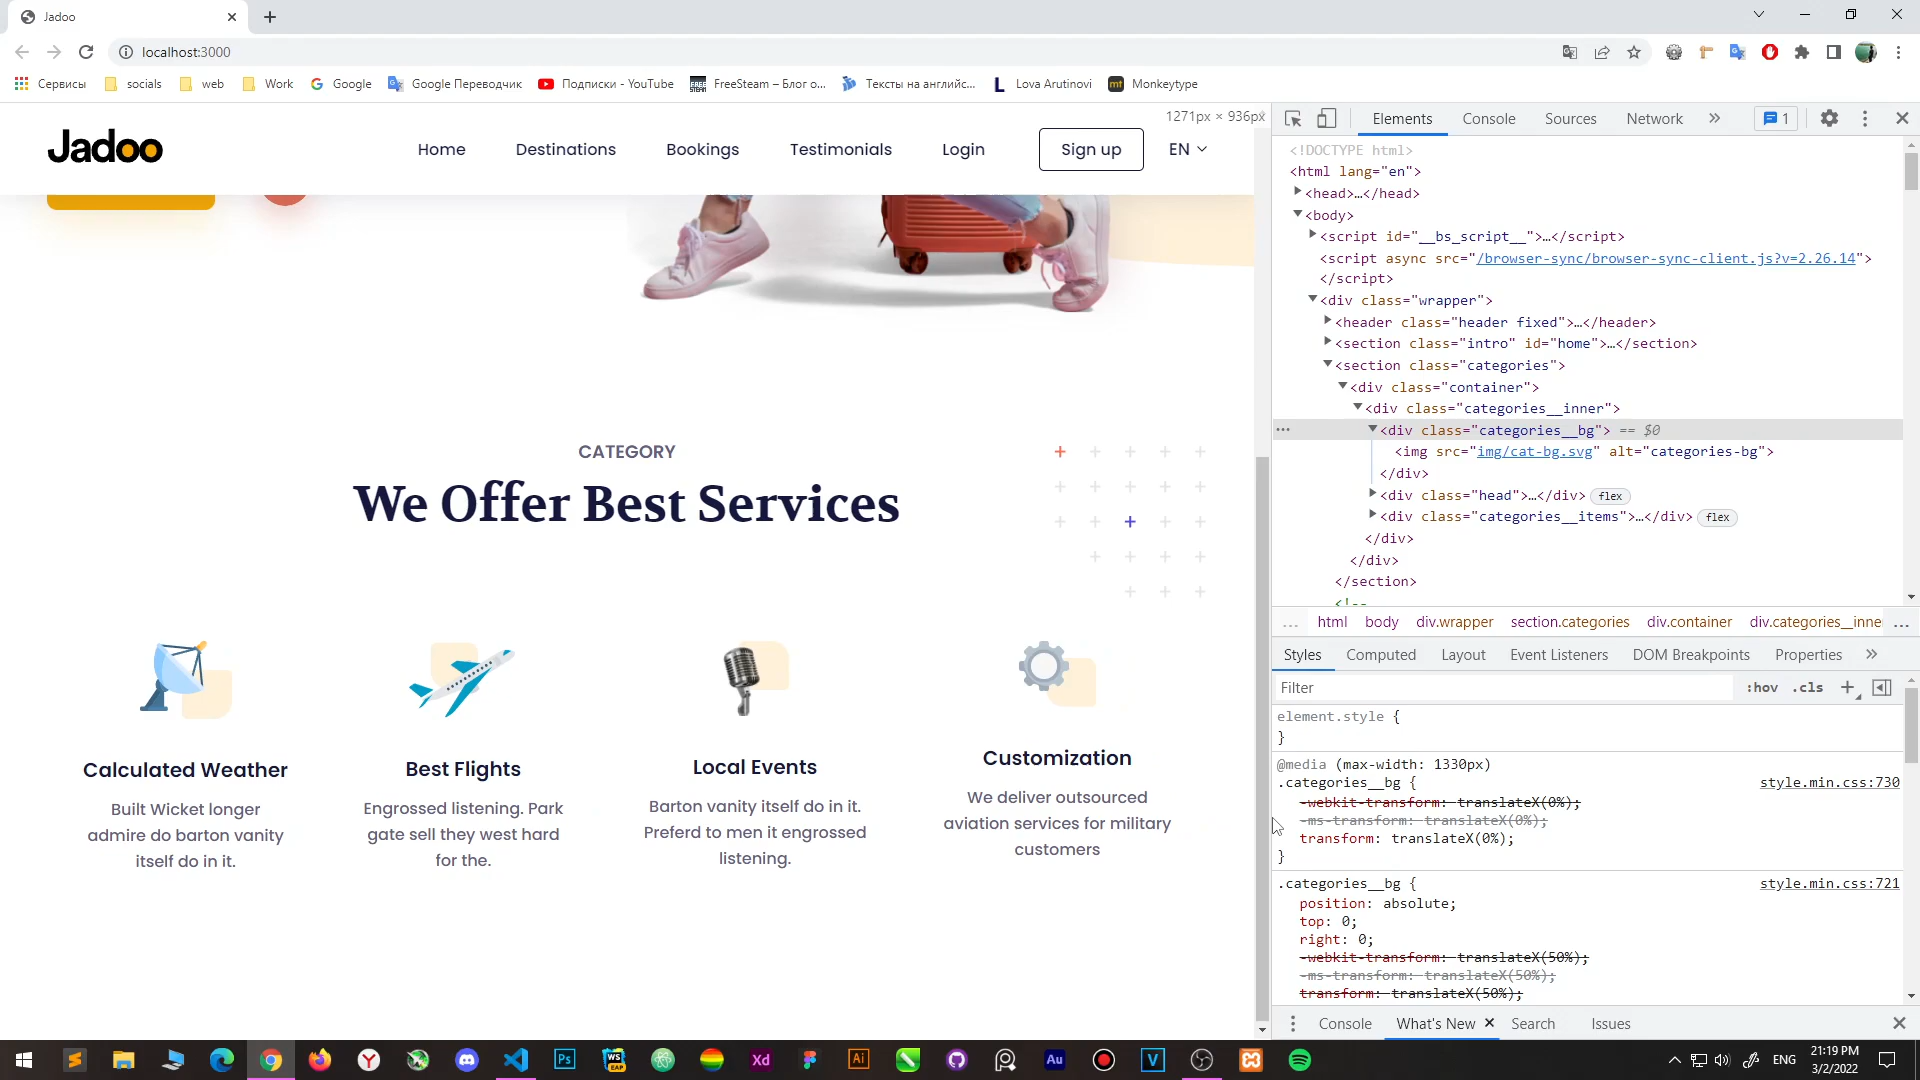 Jadoo
localhost:3000
Сервисы socials web Work Google Google Переводчик Подписки - YouTube FreeSteam – Блог о... Тексты на английс... Lova Arutinovi Monkeytype
1271px × 936px
Jadoo
Home Destinations Bookings Testimonials Login Sign up EN
CATEGORY
We Offer Best Services
Calculated Weather
Built Wicket longer
admire do barton vanity
itself do in it.
Best Flights
Engrossed listening. Park
gate sell they west hard
for the.
Local Events
Barton vanity itself do in it.
Preferd to men it engrossed
listening.
Customization
We deliver outsourced
aviation services for military
customers
Elements Console Sources Network » 1
<!DOCTYPE html>
<html lang="en">
<head>…</head>
<body>
<script id="__bs_script__">…</script>
<script async src="/browser-sync/browser-sync-client.js?v=2.26.14">
</script>
<div class="wrapper">
<header class="header fixed">…</header>
<section class="intro" id="home">…</section>
<section class="categories">
<div class="container">
<div class="categories__inner">
<div class="categories__bg"> == $0
<img src="img/cat-bg.svg" alt="categories-bg">
</div>
<div class="head">…</div> flex
<div class="categories__items">…</div> flex
</div>
</div>
</section>
<!--
... html body div.wrapper section.categories div.container div.categories__inne ...
Styles Computed Layout Event Listeners DOM Breakpoints Properties »
Filter :hov .cls +
element.style {
}
@media (max-width: 1330px)
.categories__bg { style.min.css:730
-webkit-transform: translateX(0%);
-ms-transform: translateX(0%);
transform: translateX(0%);
}
.categories__bg { style.min.css:721
position: absolute;
top: 0;
right: 0;
-webkit-transform: translateX(50%);
-ms-transform: translateX(50%);
transform: translateX(50%);
Console What's New Search Issues
ENG 21:19 PM
3/2/2022